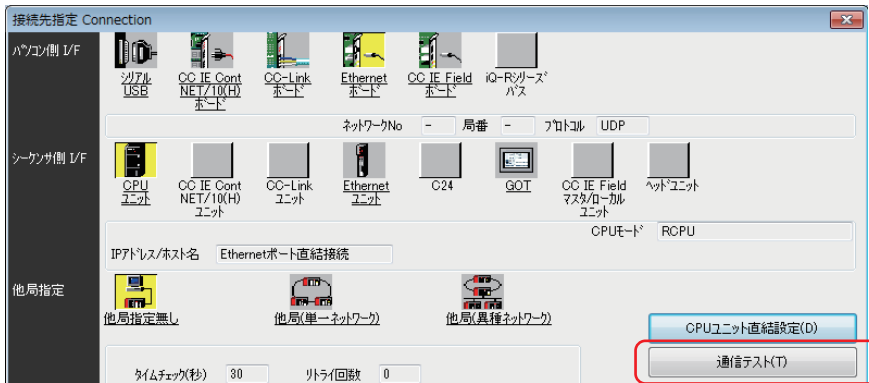 接続先指定 Connection
パソコン側 I/F
シリアル
USB
CC IE Cont
NET/10(H)
ボード
CC-Link
ボード
Ethernet
ボード
CC IE Field
ボード
iQ-Rシリーズ
バス
ネットワークNo - 局番 - プロトコル UDP
シーケンサ側 I/F
CPU
ユニット
CC IE Cont
NET/10(H)
ユニット
CC-Link
ユニット
Ethernet
ユニット
C24
GOT
CC IE Field
マスタ/ローカル
ユニット
ヘッドユニット
CPUモード RCPU
IPアドレス/ホスト名 Ethernetポート直結接続
他局指定
他局指定無し
他局(単一ネットワーク)
他局(異種ネットワーク)
CPUユニット直結設定(D)
通信テスト(T)
タイムチェック(秒) 30 リトライ回数 0